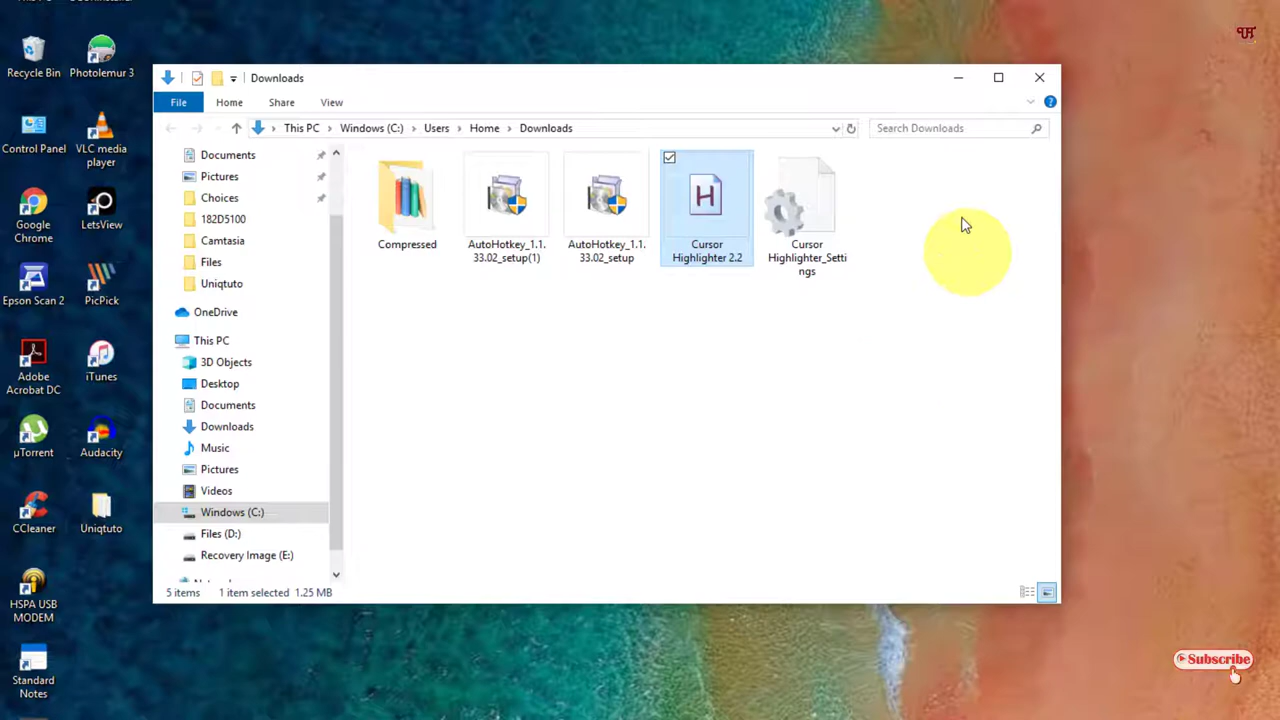 Recycle Bin
Photolemur 3
Control Panel
VLC media
player
Google
Chrome
LetsView
Epson Scan 2
PicPick
Adobe
Acrobat DC
iTunes
µTorrent
Audacity
CCleaner
Uniqtuto
HSPA USB
MODEM
Standard
Notes
Downloads
File
Home
Share
View
This PC
Windows (C:)
Users
Home
Downloads
Search Downloads
Documents
Pictures
Choices
182D5100
Camtasia
Files
Uniqtuto
OneDrive
This PC
3D Objects
Desktop
Documents
Downloads
Music
Pictures
Videos
Windows (C:)
Files (D:)
Recovery Image (E:)
Compressed
AutoHotkey_1.1.
33.02_setup(1)
AutoHotkey_1.1.
33.02_setup
H
Cursor
Highlighter 2.2
Cursor
Highlighter_Setti
ngs
5 items
1 item selected 1.25 MB
Subscribe